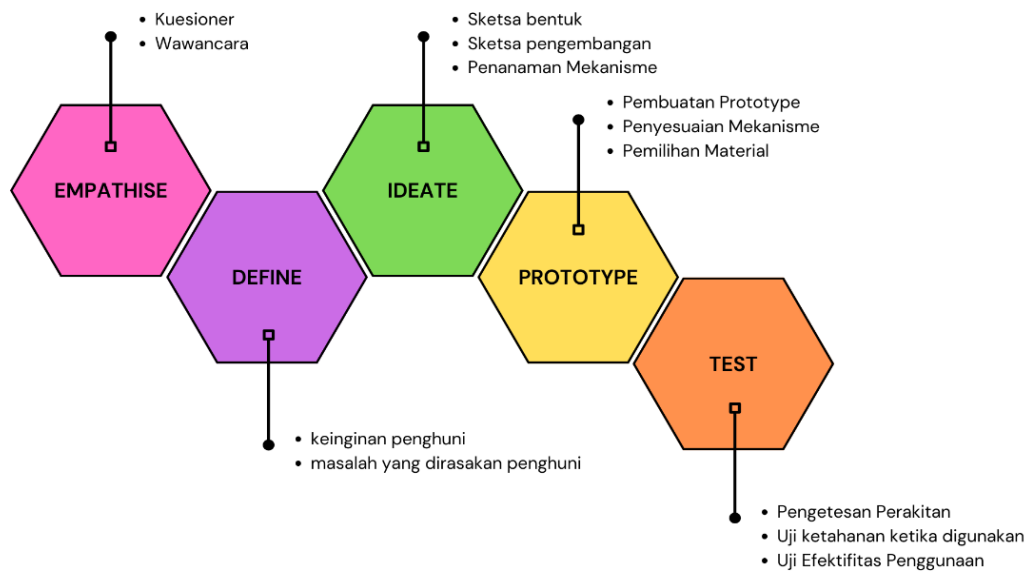 • Kuesioner
• Wawancara
EMPATHISE
DEFINE
• keinginan penghuni
• masalah yang dirasakan penghuni
• Sketsa bentuk
• Sketsa pengembangan
• Penanaman Mekanisme
IDEATE
• Pembuatan Prototype
• Penyesuaian Mekanisme
• Pemilihan Material
PROTOTYPE
TEST
• Pengetesan Perakitan
• Uji ketahanan ketika digunakan
• Uji Efektifitas Penggunaan